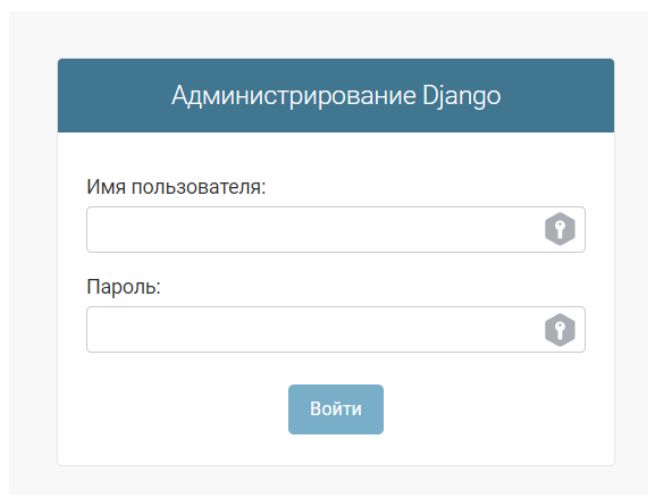 Администрирование Django
Имя пользователя:
Пароль:
Войти